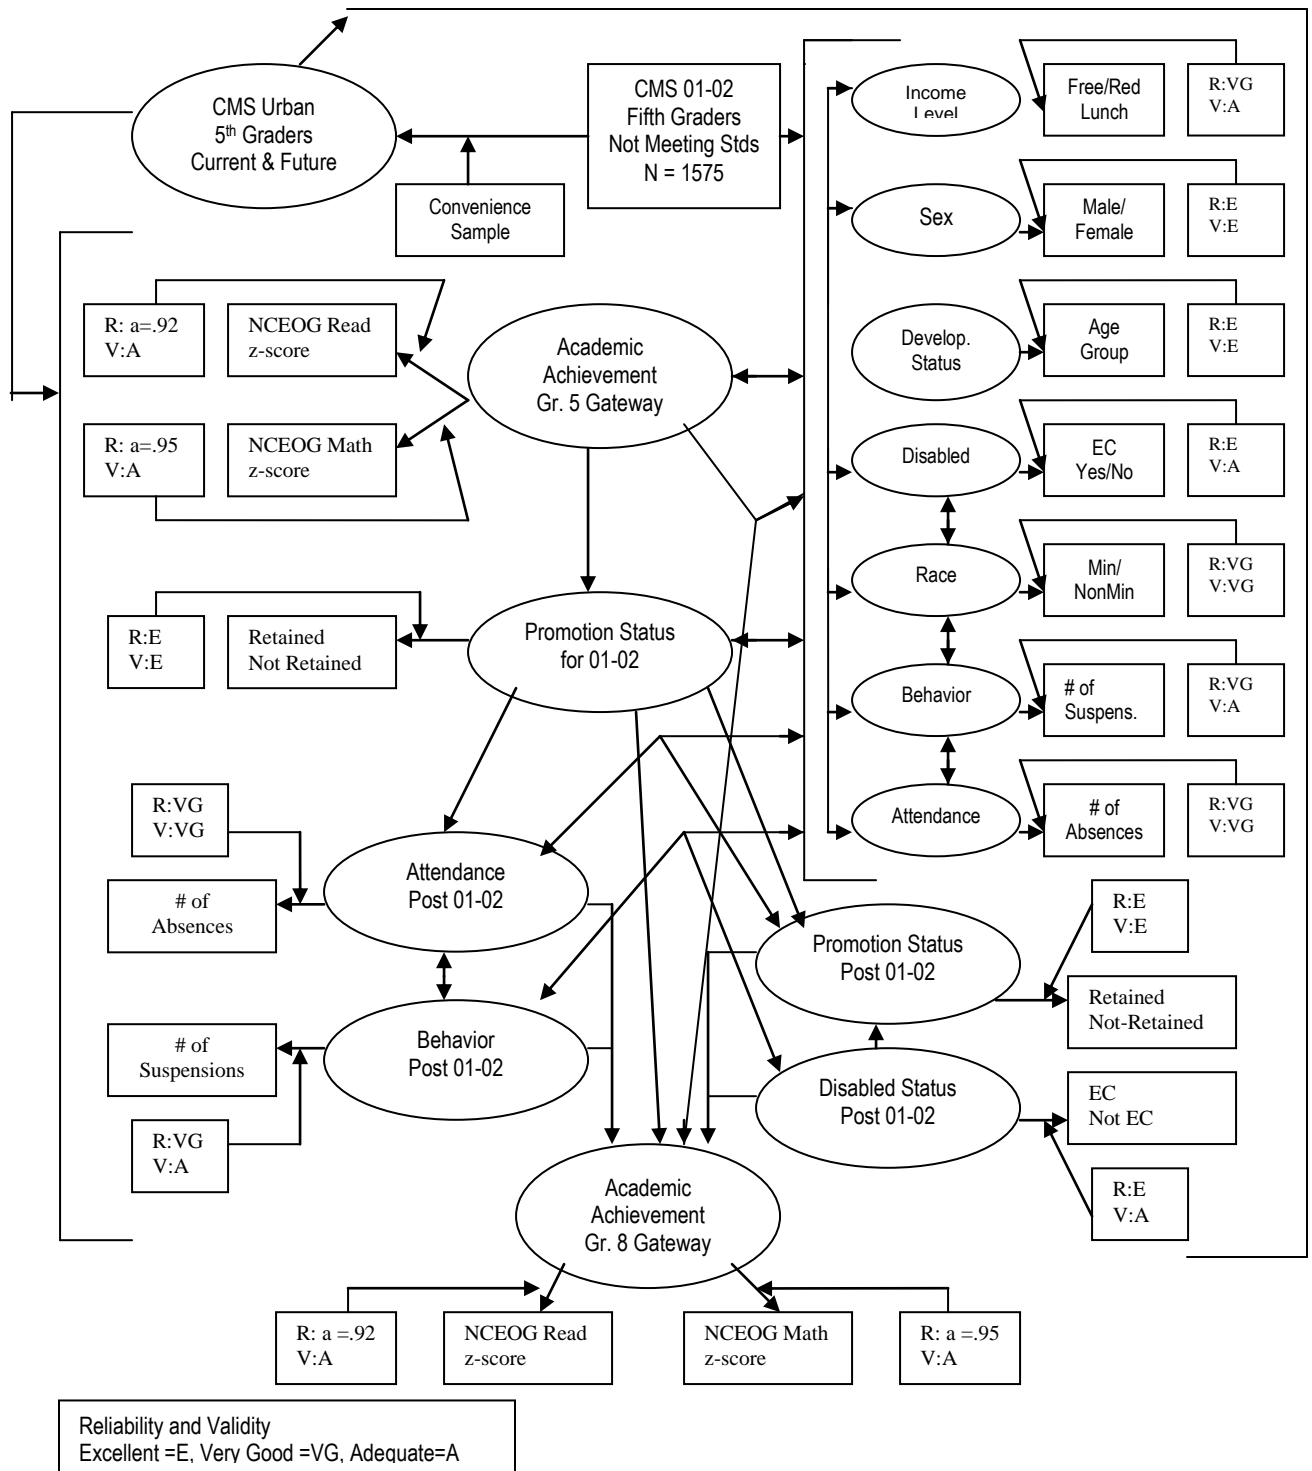 CMS Urban
5th Graders
Current & Future
CMS 01-02
Fifth Graders
Not Meeting Stds
N = 1575
Convenience
Sample
Income
Level
Free/Red
Lunch
R:VG
V:A
Sex
Male/
Female
R:E
V:E
Develop.
Status
Age
Group
R:E
V:E
Disabled
EC
Yes/No
R:E
V:A
Race
Min/
NonMin
R:VG
V:VG
Behavior
# of
Suspens.
R:VG
V:A
Attendance
# of
Absences
R:VG
V:VG
R: a=.92
V:A
NCEOG Read
z-score
Academic
Achievement
Gr. 5 Gateway
R: a=.95
V:A
NCEOG Math
z-score
R:E
V:E
Retained
Not Retained
Promotion Status
for 01-02
R:VG
V:VG
# of
Absences
Attendance
Post 01-02
# of
Suspensions
Behavior
Post 01-02
R:VG
V:A
Promotion Status
Post 01-02
R:E
V:E
Retained
Not-Retained
Disabled Status
Post 01-02
EC
Not EC
R:E
V:A
Academic
Achievement
Gr. 8 Gateway
R: a =.92
V:A
NCEOG Read
z-score
NCEOG Math
z-score
R: a =.95
V:A
Reliability and Validity
Excellent =E, Very Good =VG, Adequate=A